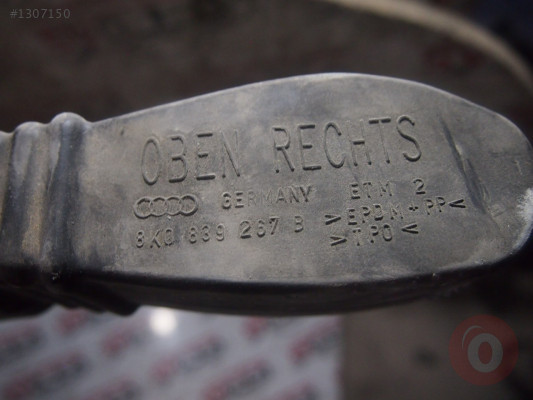 #1307150
OBEN RECHTS
GERMANY ETM 2
8K0 839 267 B >EPDM+PP<
>TPO<